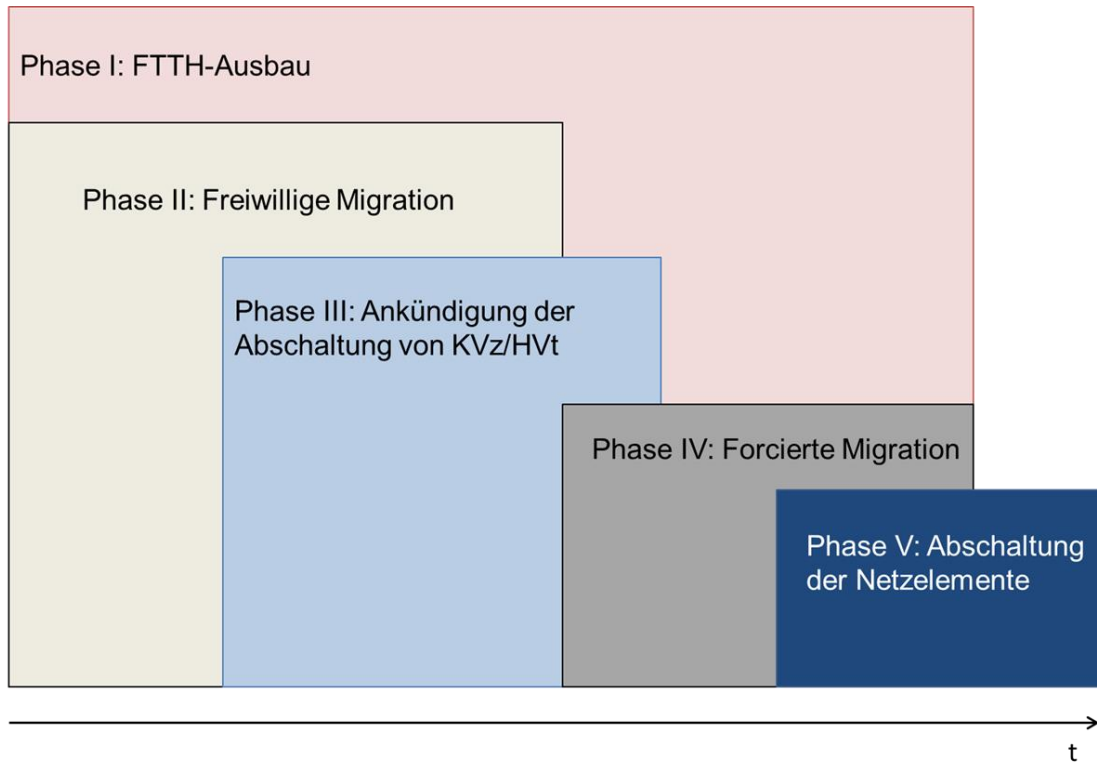 Phase I: FTTH-Ausbau
Phase II: Freiwillige Migration
Phase III: Ankündigung der
Abschaltung von KVz/HVt
Phase IV: Forcierte Migration
Phase V: Abschaltung
der Netzelemente
t